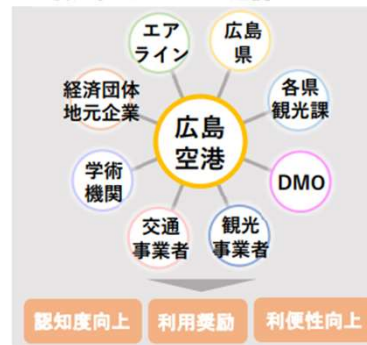 エア
ライン
広島
県
経済団体
地元企業
各県
観光課
広島
空港
学術
機関
DMO
交通
事業者
観光
事業者
認知度向上
利用奨励
利便性向上